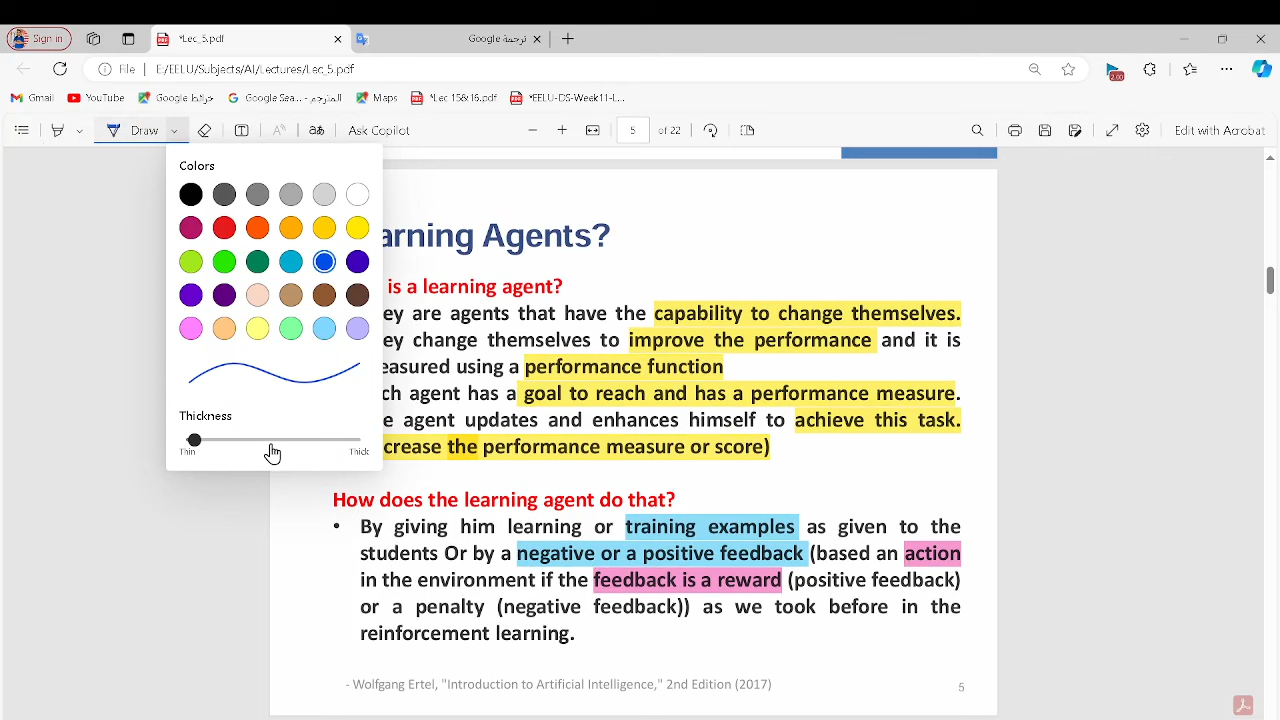 Sign in
*Lec_5.pdf
ترجمة Google
File
E:/EELU/Subjects/AI/Lectures/Lec_5.pdf
2.00
Gmail
YouTube
Maps
*Lec 15&16.pdf
*EELU-DS-Week11-L...
Draw
Ask Copilot
5
of 22
Edit with Acrobat
Colors
Thickness
Thin
Thick
arning Agents?
is a learning agent?
ey are agents that have the capability to change themselves.
ey change themselves to improve the performance and it is
easured using a performance function
ch agent has a goal to reach and has a performance measure.
e agent updates and enhances himself to achieve this task.
crease the performance measure or score)
How does the learning agent do that?
• By giving him learning or training examples as given to the
students Or by a negative or a positive feedback (based an action
in the environment if the feedback is a reward (positive feedback)
or a penalty (negative feedback)) as we took before in the
reinforcement learning.
- Wolfgang Ertel, "Introduction to Artificial Intelligence," 2nd Edition (2017)
5